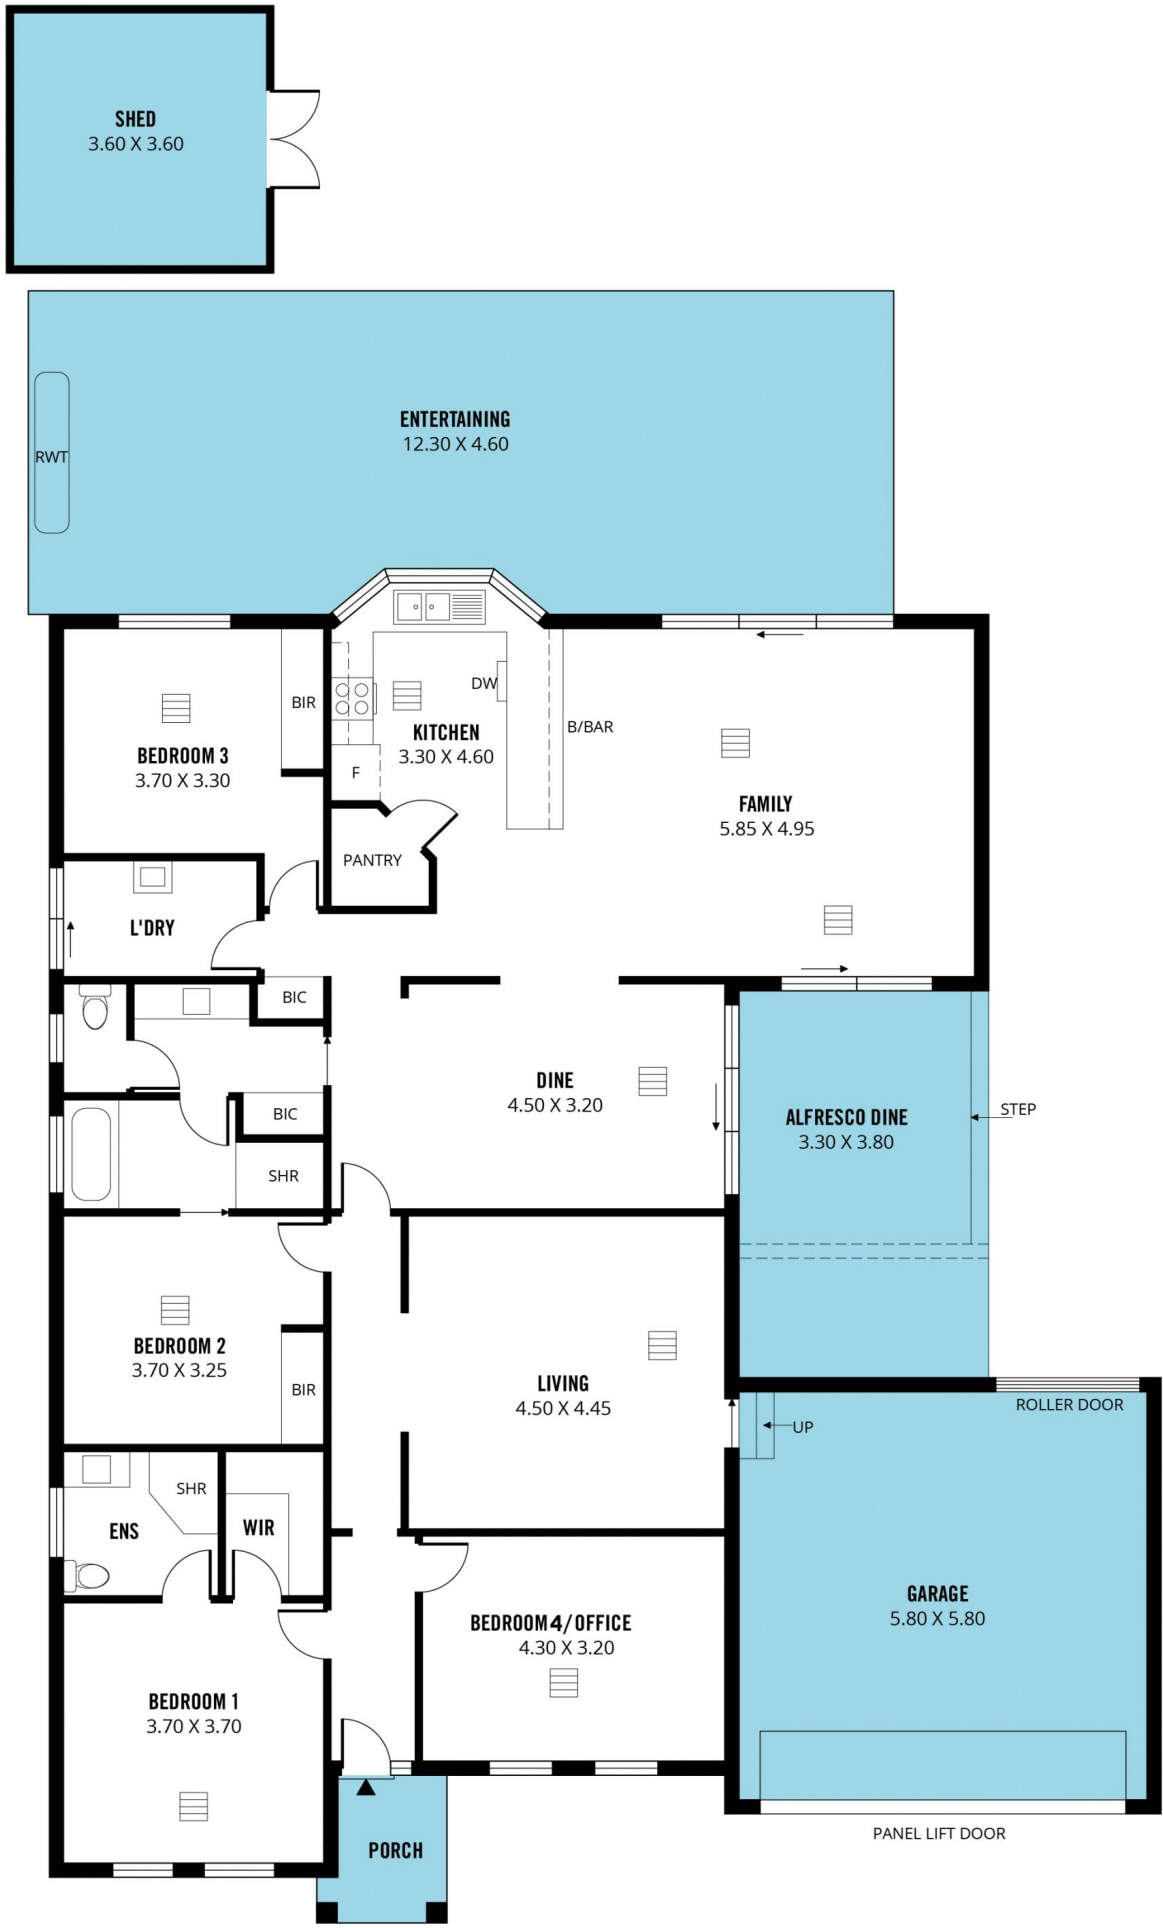 SHED
3.60 X 3.60
ENTERTAINING
12.30 X 4.60
RWT
BIR
BEDROOM 3
3.70 X 3.30
DW
KITCHEN
3.30 X 4.60
B/BAR
F
PANTRY
FAMILY
5.85 X 4.95
L'DRY
BIC
DINE
4.50 X 3.20
BIC
SHR
ALFRESCO DINE
3.30 X 3.80
STEP
BEDROOM 2
3.70 X 3.25
BIR
LIVING
4.50 X 4.45
ROLLER DOOR
UP
SHR
ENS
WIR
BEDROOM 4/OFFICE
4.30 X 3.20
GARAGE
5.80 X 5.80
BEDROOM 1
3.70 X 3.70
PORCH
PANEL LIFT DOOR